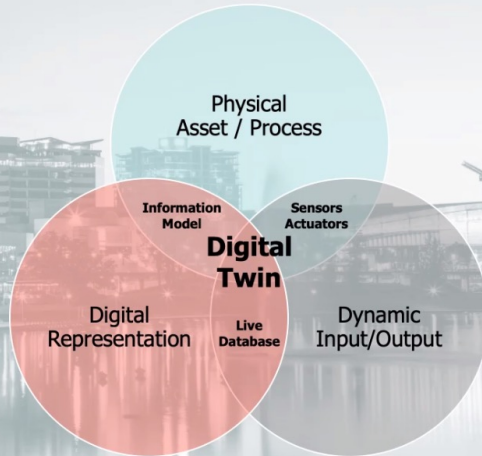 Physical
Asset / Process
Information
Model
Sensors
Actuators
Digital
Twin
Digital
Representation
Live
Database
Dynamic
Input/Output